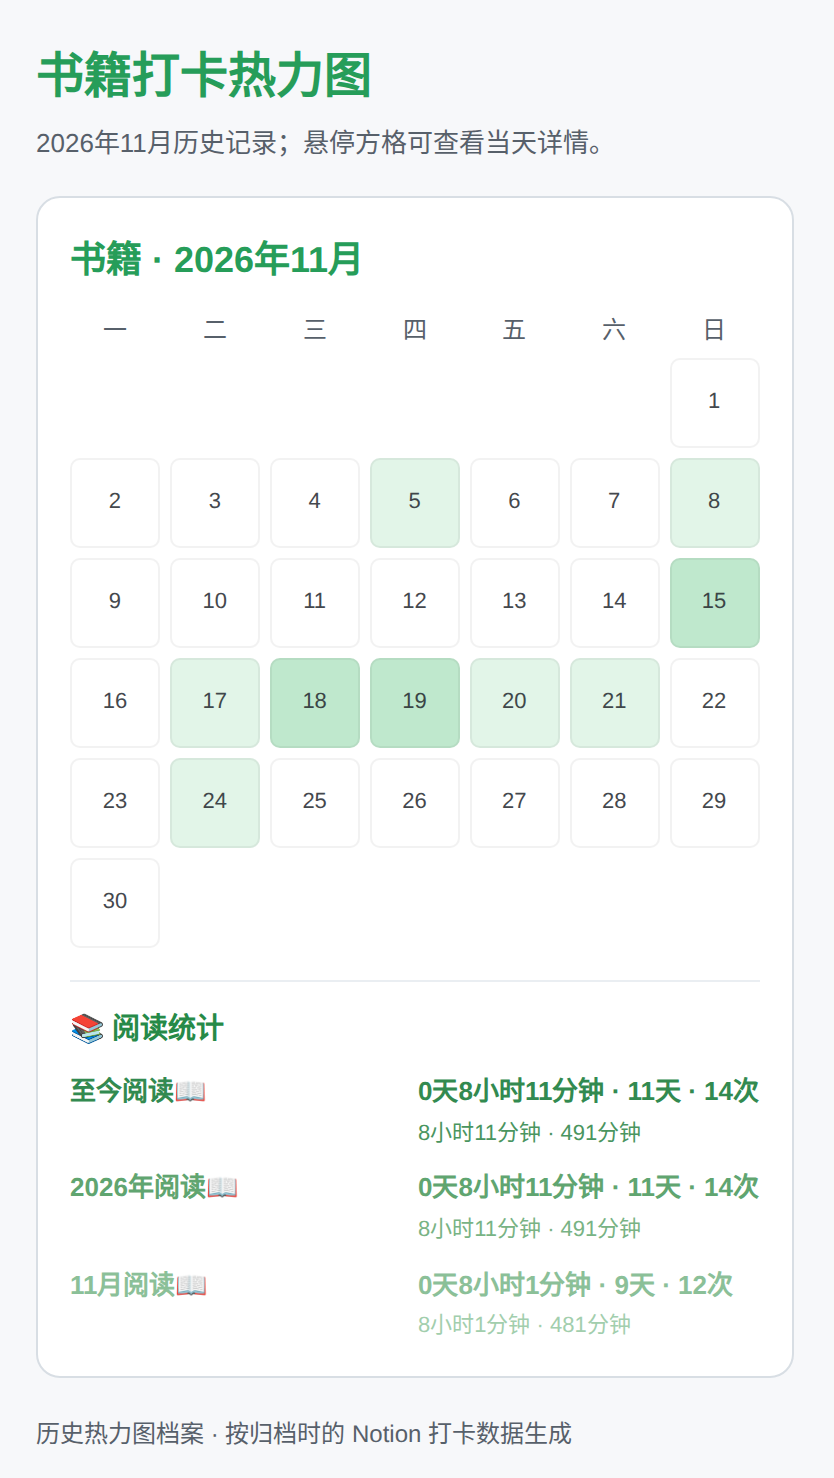 书籍打卡热力图
2026年11月历史记录；悬停方格可查看当天详情。
书籍 · 2026年11月
一 二 三 四 五 六 日
1
2 3 4 5 6 7 8
9 10 11 12 13 14 15
16 17 18 19 20 21 22
23 24 25 26 27 28 29
30
📚 阅读统计
至今阅读📖 0天8小时11分钟 · 11天 · 14次
8小时11分钟 · 491分钟
2026年阅读📖 0天8小时11分钟 · 11天 · 14次
8小时11分钟 · 491分钟
11月阅读📖 0天8小时1分钟 · 9天 · 12次
8小时1分钟 · 481分钟
历史热力图档案 · 按归档时的 Notion 打卡数据生成